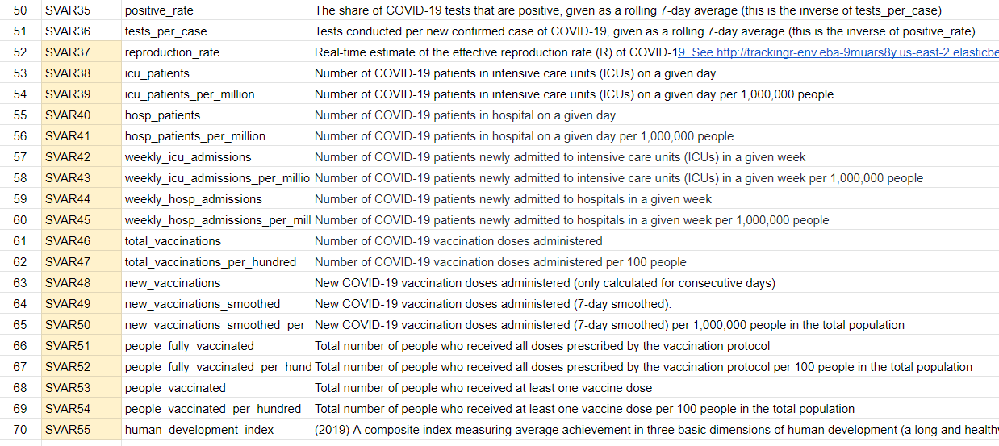 50 SVAR35 positive_rate The share of COVID-19 tests that are positive, given as a rolling 7-day average (this is the inverse of tests_per_case)
51 SVAR36 tests_per_case Tests conducted per new confirmed case of COVID-19, given as a rolling 7-day average (this is the inverse of positive_rate)
52 SVAR37 reproduction_rate Real-time estimate of the effective reproduction rate (R) of COVID-19. See http://trackingr-env.eba-9muars8y.us-east-2.elasticbe
53 SVAR38 icu_patients Number of COVID-19 patients in intensive care units (ICUs) on a given day
54 SVAR39 icu_patients_per_million Number of COVID-19 patients in intensive care units (ICUs) on a given day per 1,000,000 people
55 SVAR40 hosp_patients Number of COVID-19 patients in hospital on a given day
56 SVAR41 hosp_patients_per_million Number of COVID-19 patients in hospital on a given day per 1,000,000 people
57 SVAR42 weekly_icu_admissions Number of COVID-19 patients newly admitted to intensive care units (ICUs) in a given week
58 SVAR43 weekly_icu_admissions_per_millio Number of COVID-19 patients newly admitted to intensive care units (ICUs) in a given week per 1,000,000 people
59 SVAR44 weekly_hosp_admissions Number of COVID-19 patients newly admitted to hospitals in a given week
60 SVAR45 weekly_hosp_admissions_per_mill Number of COVID-19 patients newly admitted to hospitals in a given week per 1,000,000 people
61 SVAR46 total_vaccinations Number of COVID-19 vaccination doses administered
62 SVAR47 total_vaccinations_per_hundred Number of COVID-19 vaccination doses administered per 100 people
63 SVAR48 new_vaccinations New COVID-19 vaccination doses administered (only calculated for consecutive days)
64 SVAR49 new_vaccinations_smoothed New COVID-19 vaccination doses administered (7-day smoothed).
65 SVAR50 new_vaccinations_smoothed_per_ New COVID-19 vaccination doses administered (7-day smoothed) per 1,000,000 people in the total population
66 SVAR51 people_fully_vaccinated Total number of people who received all doses prescribed by the vaccination protocol
67 SVAR52 people_fully_vaccinated_per_hund Total number of people who received all doses prescribed by the vaccination protocol per 100 people in the total population
68 SVAR53 people_vaccinated Total number of people who received at least one vaccine dose
69 SVAR54 people_vaccinated_per_hundred Total number of people who received at least one vaccine dose per 100 people in the total population
70 SVAR55 human_development_index (2019) A composite index measuring average achievement in three basic dimensions of human development (a long and healthy